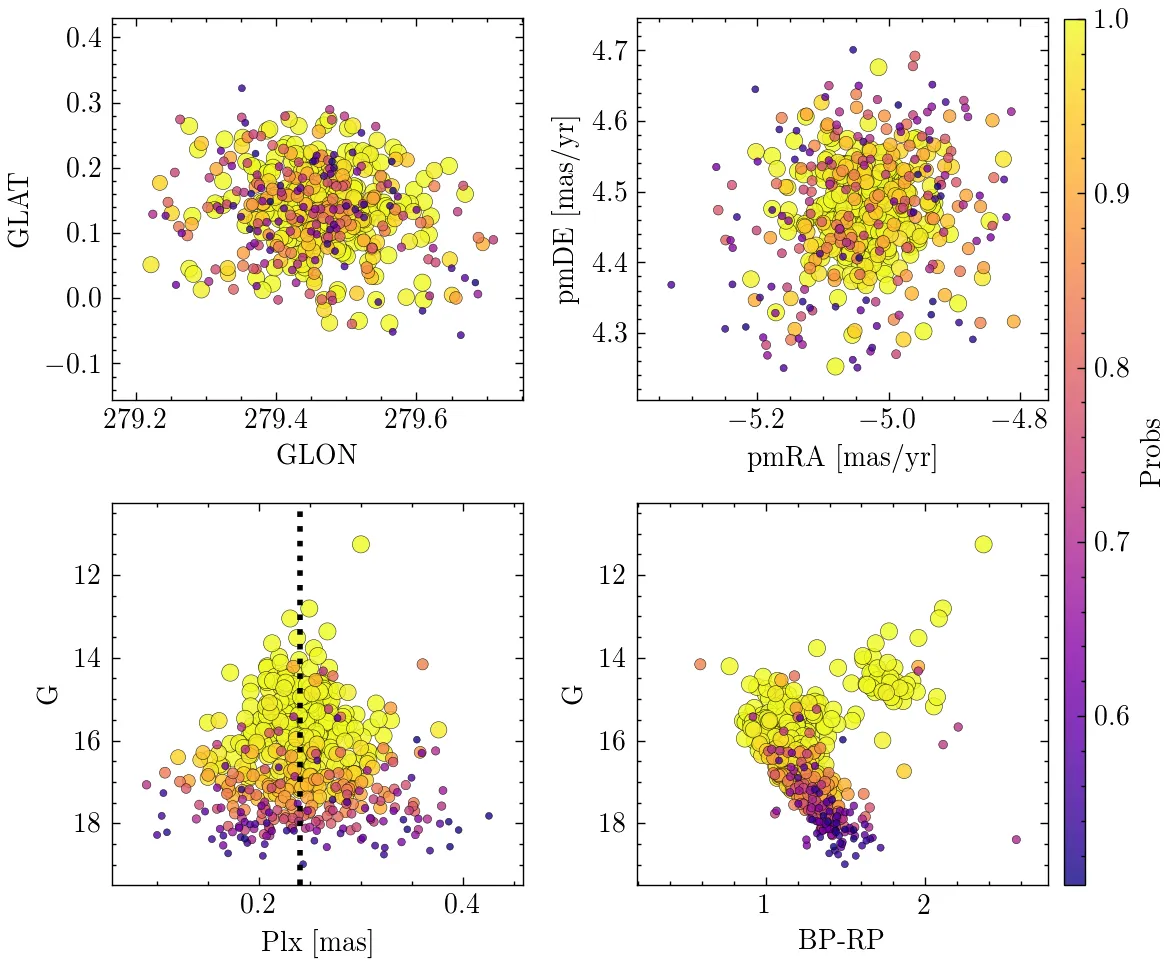 0.4
0.3
0.2
0.1
0.0
−0.1
GLAT
279.2 279.4 279.6
GLON
4.7
4.6
4.5
4.4
4.3
pmDE [mas/yr]
−5.2 −5.0 −4.8
pmRA [mas/yr]
12
14
16
18
G
0.2 0.4
Plx [mas]
12
14
16
18
G
1 2
BP-RP
1.0
0.9
0.8
0.7
0.6
Probs